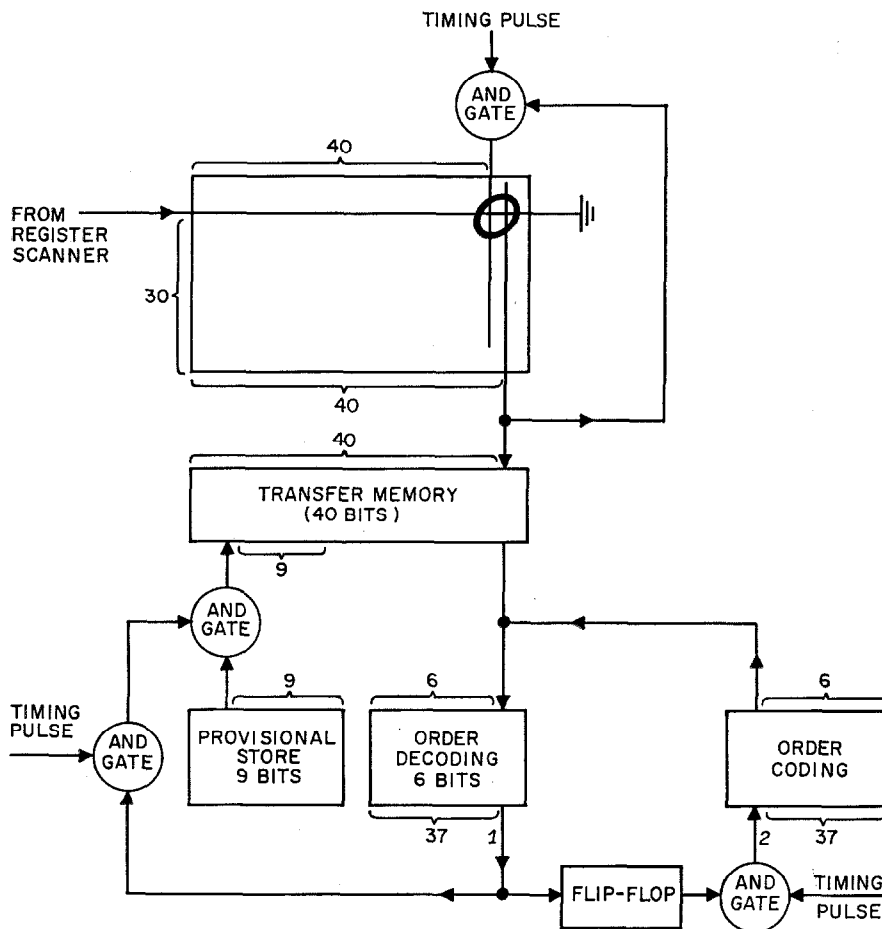 TIMING PULSE
AND
GATE
40
FROM
REGISTER
SCANNER
30
40
40
TRANSFER MEMORY
(40 BITS)
9
AND
GATE
TIMING
PULSE
AND
GATE
9
PROVISIONAL
STORE
9 BITS
6
ORDER
DECODING
6 BITS
37
1
6
ORDER
CODING
2
37
FLIP-FLOP
AND
GATE
TIMING
PULSE